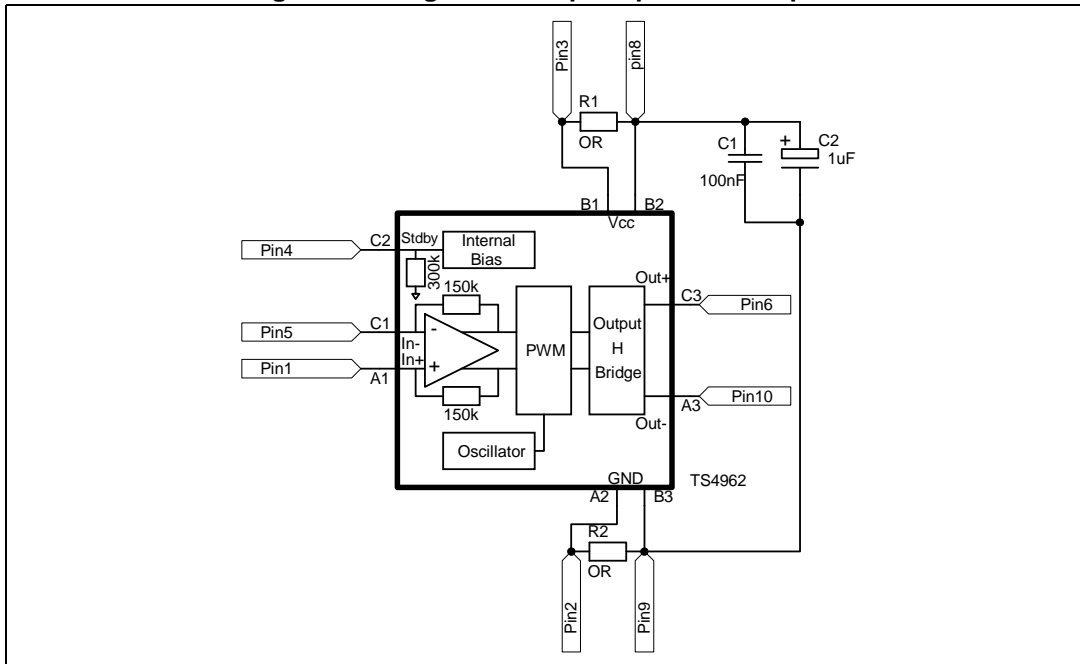 Pin3
pin8
R1
OR
C1
100nF
+
C2
1uF
B1
B2
Vcc
Pin4
C2
Stdby
300k
Internal
Bias
150k
Out+
C3
Pin6
Pin5
C1
In-
-
Pin1
A1
In+
+
PWM
Output
H
Bridge
150k
A3
Pin10
Out-
Oscillator
GND
TS4962
A2
B3
R2
OR
Pin2
Pin9